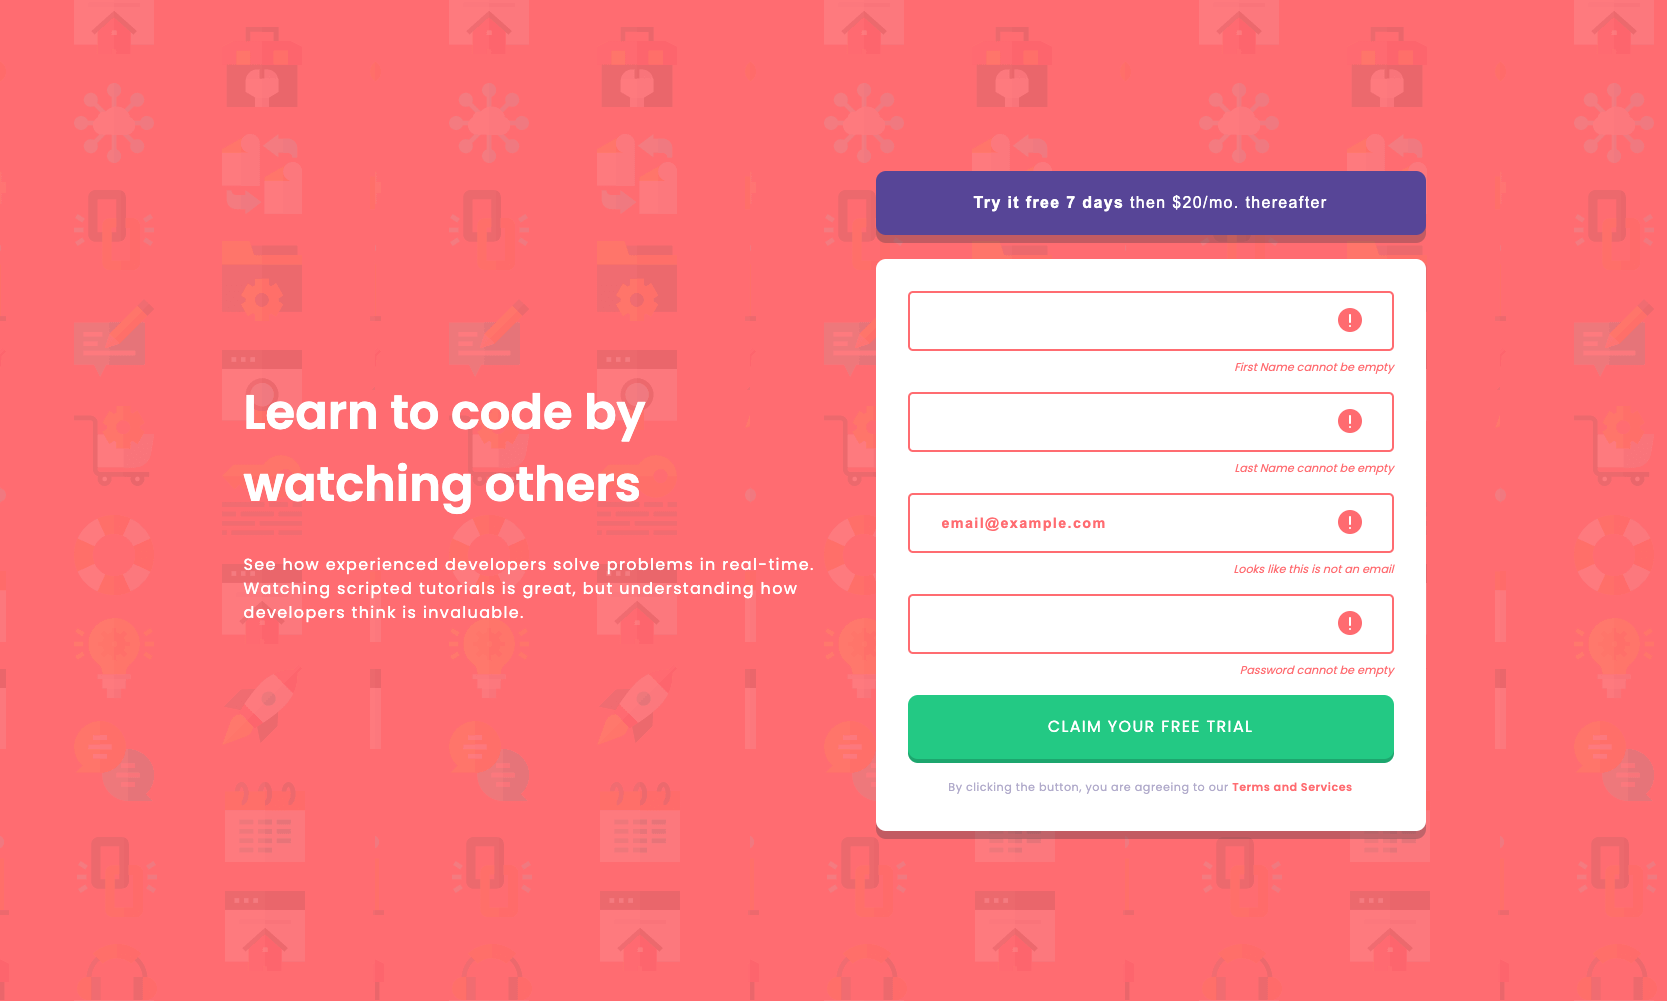 Learn to code by
watching others
See how experienced developers solve problems in real-time.
Watching scripted tutorials is great, but understanding how
developers think is invaluable.
Try it free 7 days then $20/mo. thereafter
First Name cannot be empty
Last Name cannot be empty
email@example.com
Looks like this is not an email
Password cannot be empty
CLAIM YOUR FREE TRIAL
By clicking the button, you are agreeing to our Terms and Services